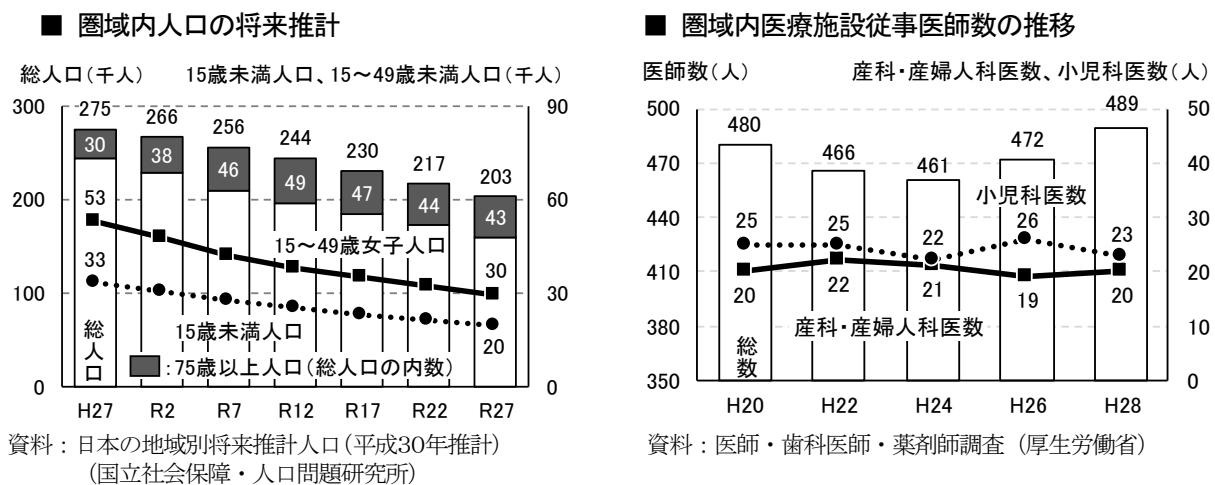 ■ 圏域内人口の将来推計
総人口（千人） 15歳未満人口、15～49歳未満人口（千人）
300 275 266 256 244 230 217 203 90
30 38 46 49 47 44 43
200 53 60
15～49歳女子人口
33 30
100 30
15歳未満人口
20
総人口
:75歳以上人口（総人口の内数）
0 0
H27 R2 R7 R12 R17 R22 R27
資料：日本の地域別将来推計人口（平成30年推計）
（国立社会保障・人口問題研究所）
■ 圏域内医療施設従事医師数の推移
医師数（人） 産科・産婦人科医数、小児科医数（人）
500 480 466 461 472 489 50
470 40
小児科医数
440 25 25 22 26 23 30
410 20
20 22 21 19 20
380 産科・産婦人科医数 10
総数
350 0
H20 H22 H24 H26 H28
資料：医師・歯科医師・薬剤師調査（厚生労働省）